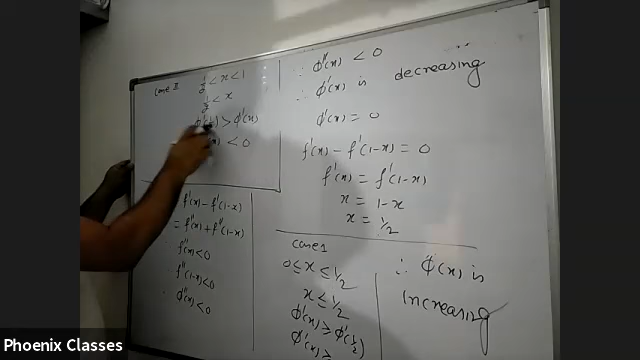 Case II
1/2 < x < 1
1/2 < x
φ'(1/2) > φ'(x)
< 0
f'(x) - f'(1-x)
= f''(x) + f''(1-x)
f''(x) < 0
f''(1-x) < 0
φ''(x) < 0
∴ φ''(x) < 0
∴ φ'(x) is decreasing
φ'(x) = 0
f'(x) - f'(1-x) = 0
f'(x) = f'(1-x)
x = 1-x
x = 1/2
Case 1
0 ≤ x ≤ 1/2
x ≤ 1/2
φ'(x) ≥ φ'(1/2)
φ'(x) ≥
∴ φ(x) is
increasing
Phoenix Classes